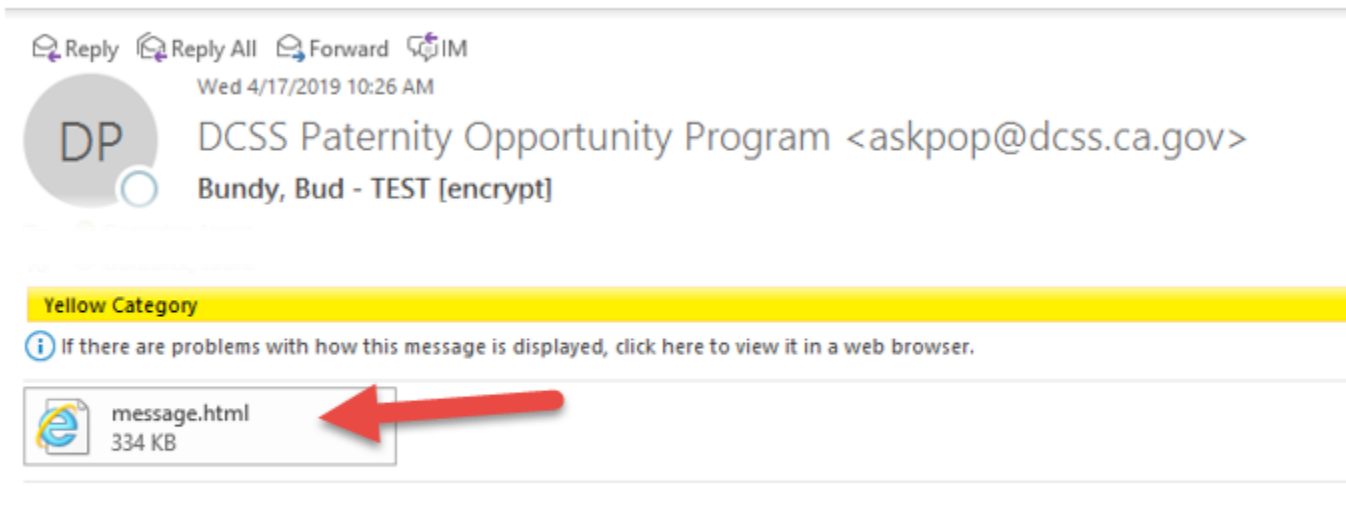 Reply Reply All Forward IM
Wed 4/17/2019 10:26 AM
DP
DCSS Paternity Opportunity Program <askpop@dcss.ca.gov>
Bundy, Bud - TEST [encrypt]
Yellow Category
If there are problems with how this message is displayed, click here to view it in a web browser.
message.html
334 KB